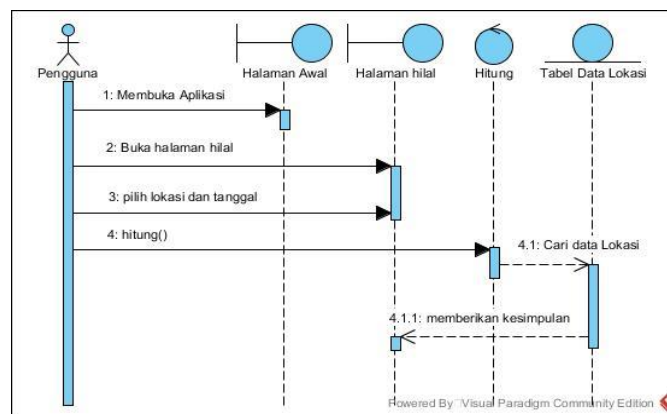 Pengguna
Halaman Awal
Halaman hilal
Hitung
Tabel Data Lokasi
1: Membuka Aplikasi
2: Buka halaman hilal
3: pilih lokasi dan tanggal
4: hitung()
4.1: Cari data Lokasi
4.1.1: memberikan kesimpulan
Powered By Visual Paradigm Community Edition